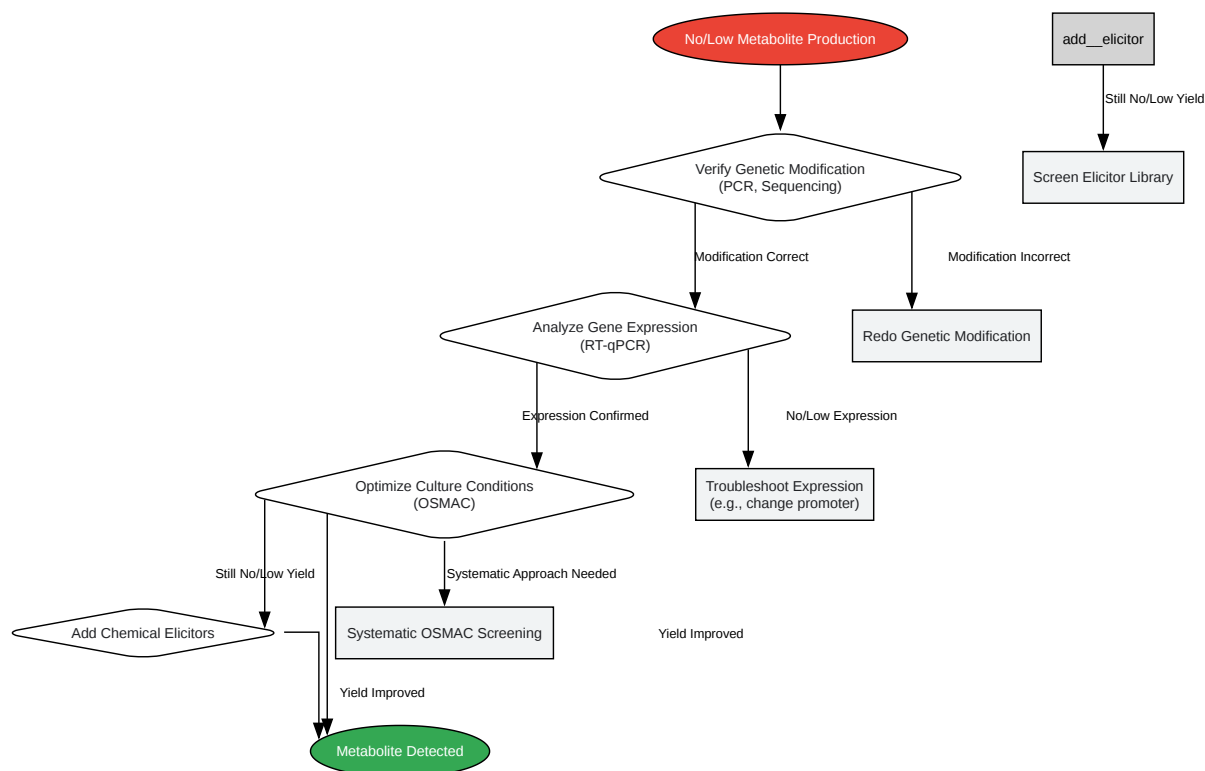 No/Low Metabolite Production
add__elicitor
Still No/Low Yield
Verify Genetic Modification
(PCR, Sequencing)
Screen Elicitor Library
Modification Correct
Modification Incorrect
Analyze Gene Expression
(RT-qPCR)
Redo Genetic Modification
Expression Confirmed
No/Low Expression
Optimize Culture Conditions
(OSMAC)
Troubleshoot Expression
(e.g., change promoter)
Still No/Low Yield
Systematic Approach Needed
Add Chemical Elicitors
Systematic OSMAC Screening
Yield Improved
Yield Improved
Metabolite Detected